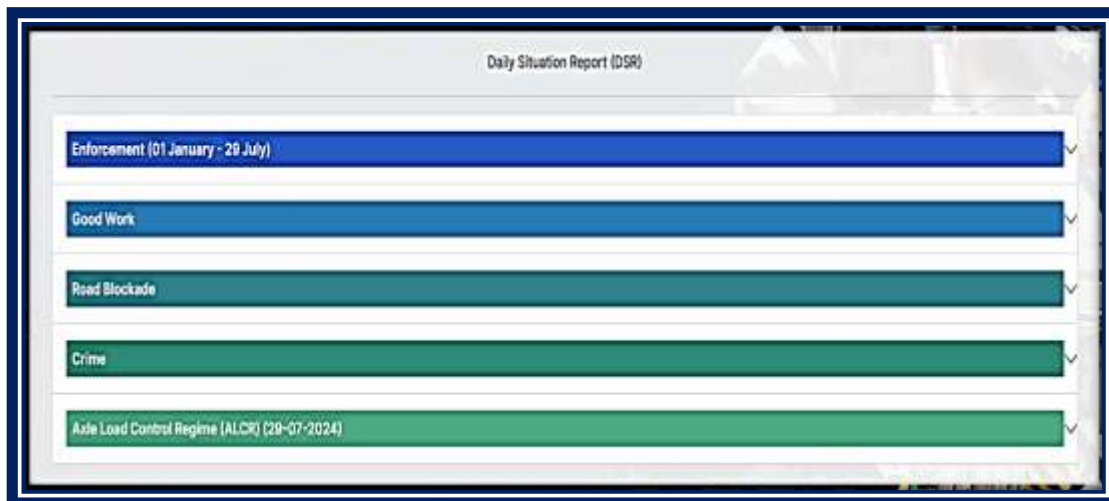 Daily Situation Report (DSR)
Enforcement (01 January - 29 July)
Good Work
Road Blockade
Crime
Axle Load Control Regime (ALCR) (29-07-2024)